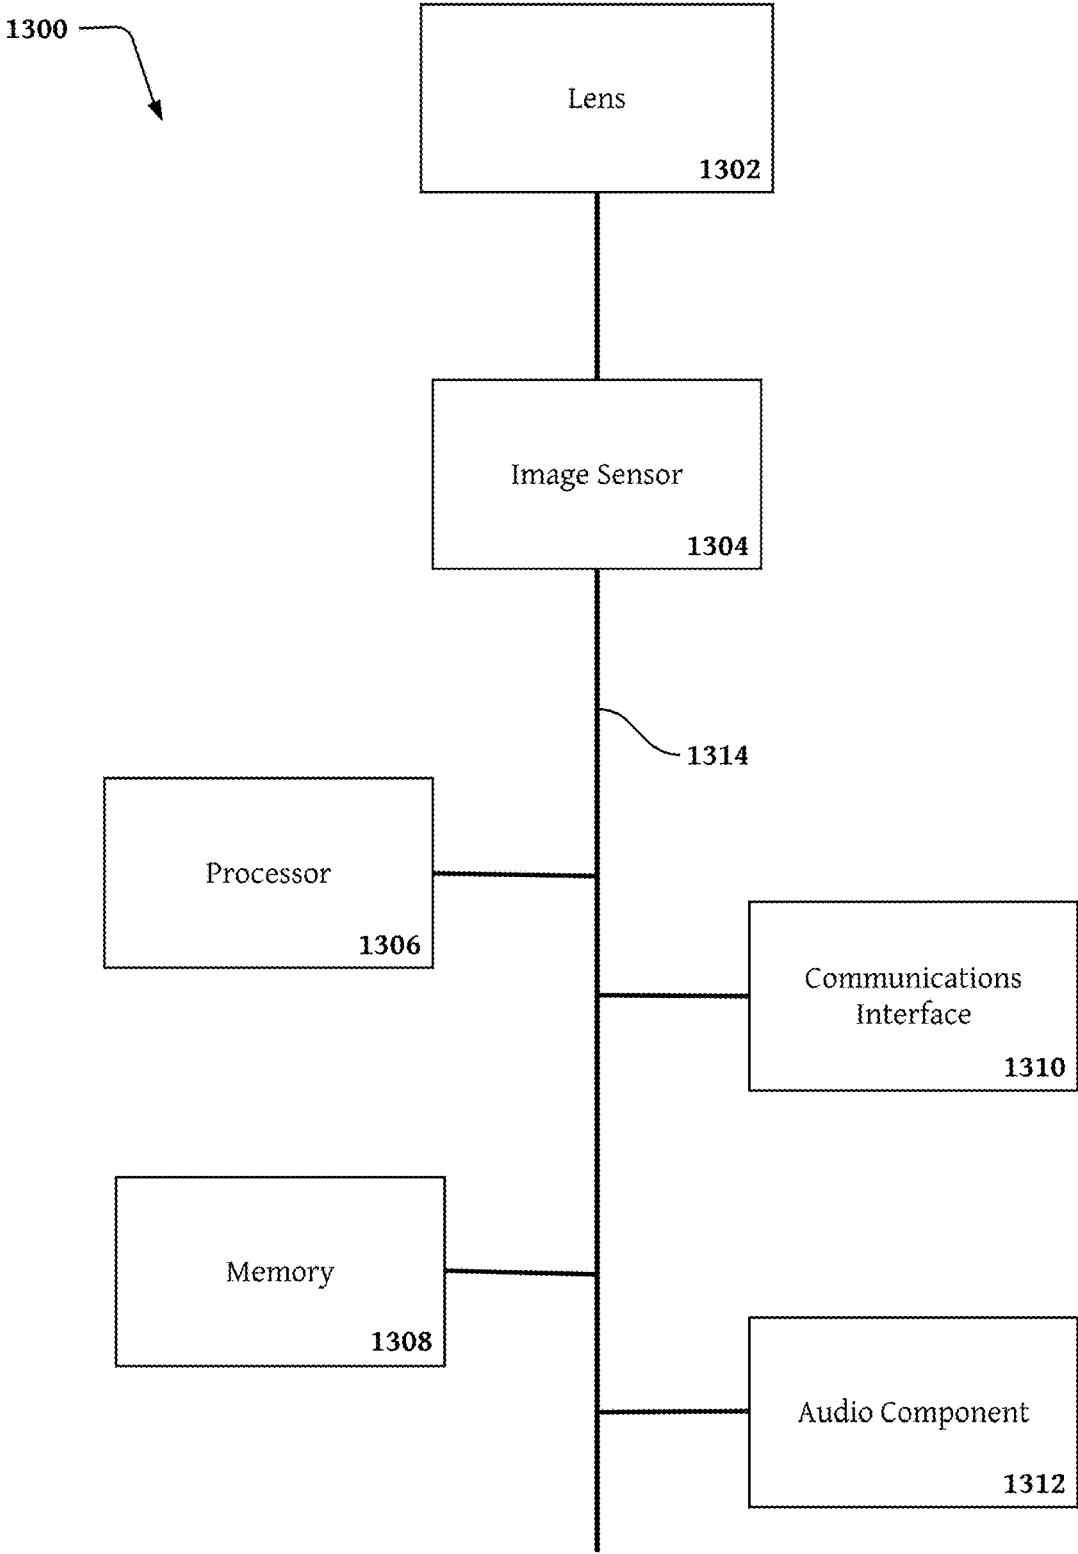 1300
Lens
1302
Image Sensor
1304
1314
Processor
1306
Communications
Interface
1310
Memory
1308
Audio Component
1312